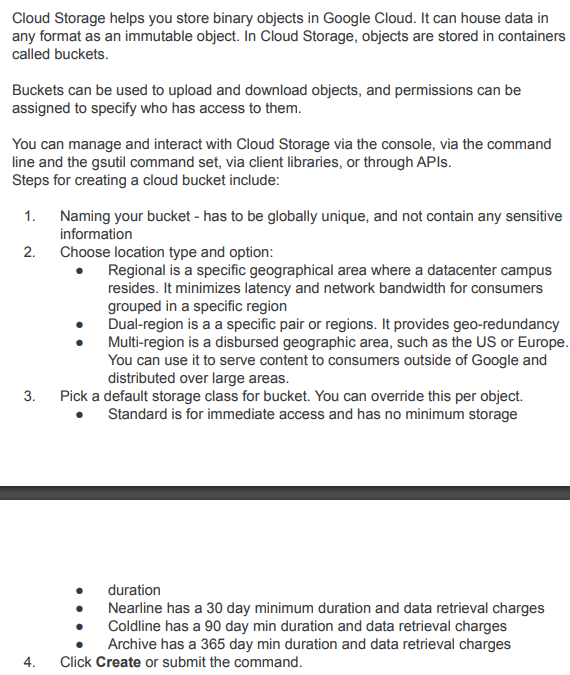 Cloud Storage helps you store binary objects in Google Cloud. It can house data in
any format as an immutable object. In Cloud Storage, objects are stored in containers
called buckets.
Buckets can be used to upload and download objects, and permissions can be
assigned to specify who has access to them.
You can manage and interact with Cloud Storage via the console, via the command
line and the gsutil command set, via client libraries, or through APIs.
Steps for creating a cloud bucket include:
1. Naming your bucket - has to be globally unique, and not contain any sensitive
information
2. Choose location type and option:
● Regional is a specific geographical area where a datacenter campus
resides. It minimizes latency and network bandwidth for consumers
grouped in a specific region
● Dual-region is a a specific pair or regions. It provides geo-redundancy
● Multi-region is a disbursed geographic area, such as the US or Europe.
You can use it to serve content to consumers outside of Google and
distributed over large areas.
3. Pick a default storage class for bucket. You can override this per object.
● Standard is for immediate access and has no minimum storage
● duration
● Nearline has a 30 day minimum duration and data retrieval charges
● Coldline has a 90 day min duration and data retrieval charges
● Archive has a 365 day min duration and data retrieval charges
4. Click Create or submit the command.